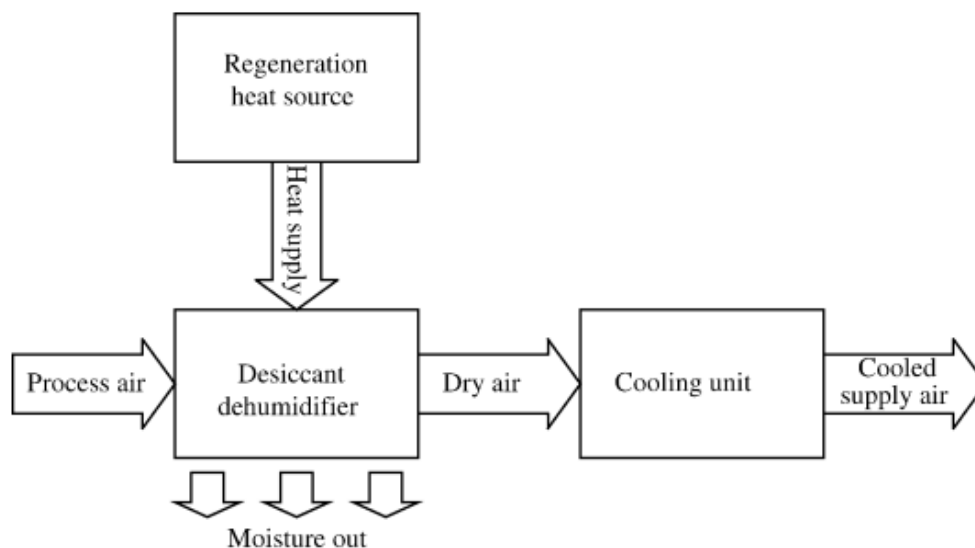 Regeneration
heat source
Heat supply
Process air
Desiccant
dehumidifier
Dry air
Cooling unit
Cooled
supply air
Moisture out